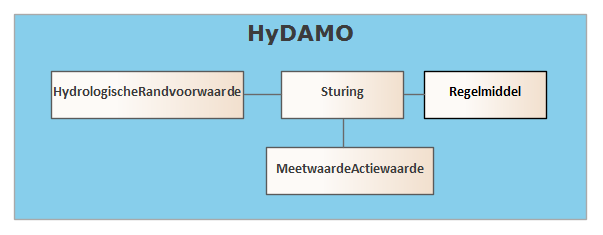 HyDAMO
HydrologischeRandvoorwaarde
Sturing
Regelmiddel
MeetwaardeActiewaarde